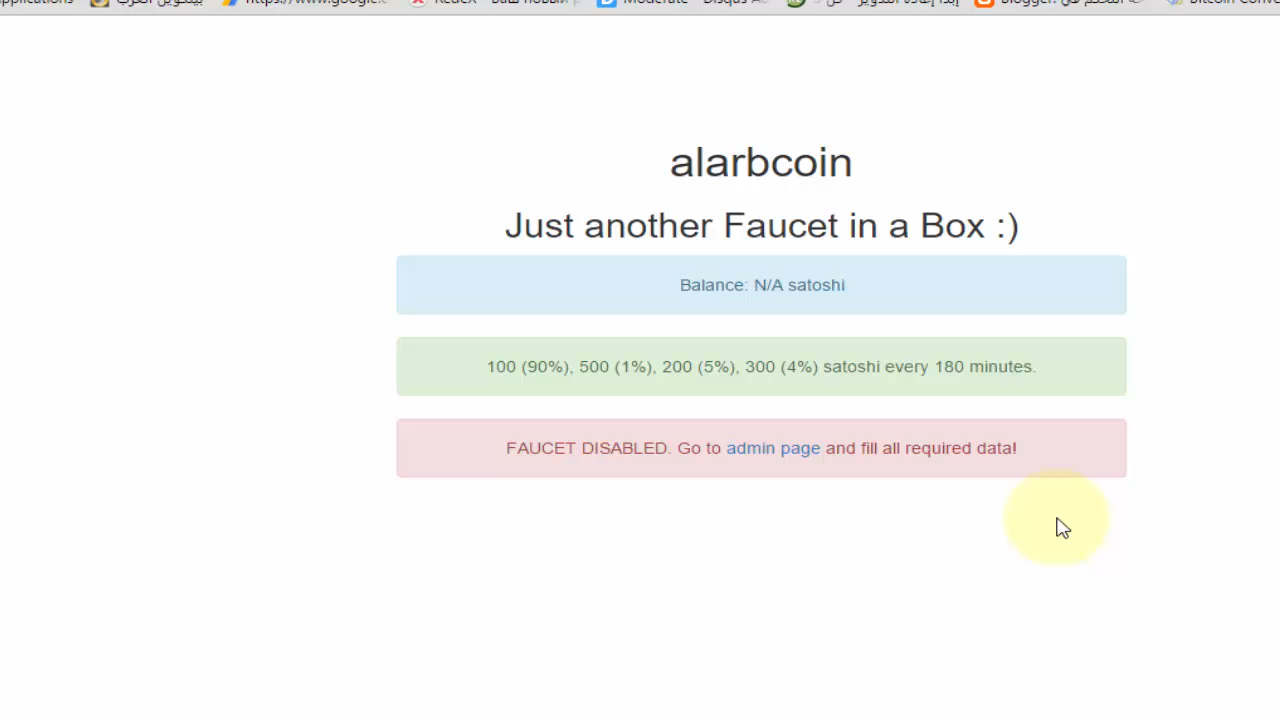 alarbcoin
Just another Faucet in a Box :)
Balance: N/A satoshi
100 (90%), 500 (1%), 200 (5%), 300 (4%) satoshi every 180 minutes.
FAUCET DISABLED. Go to admin page and fill all required data!